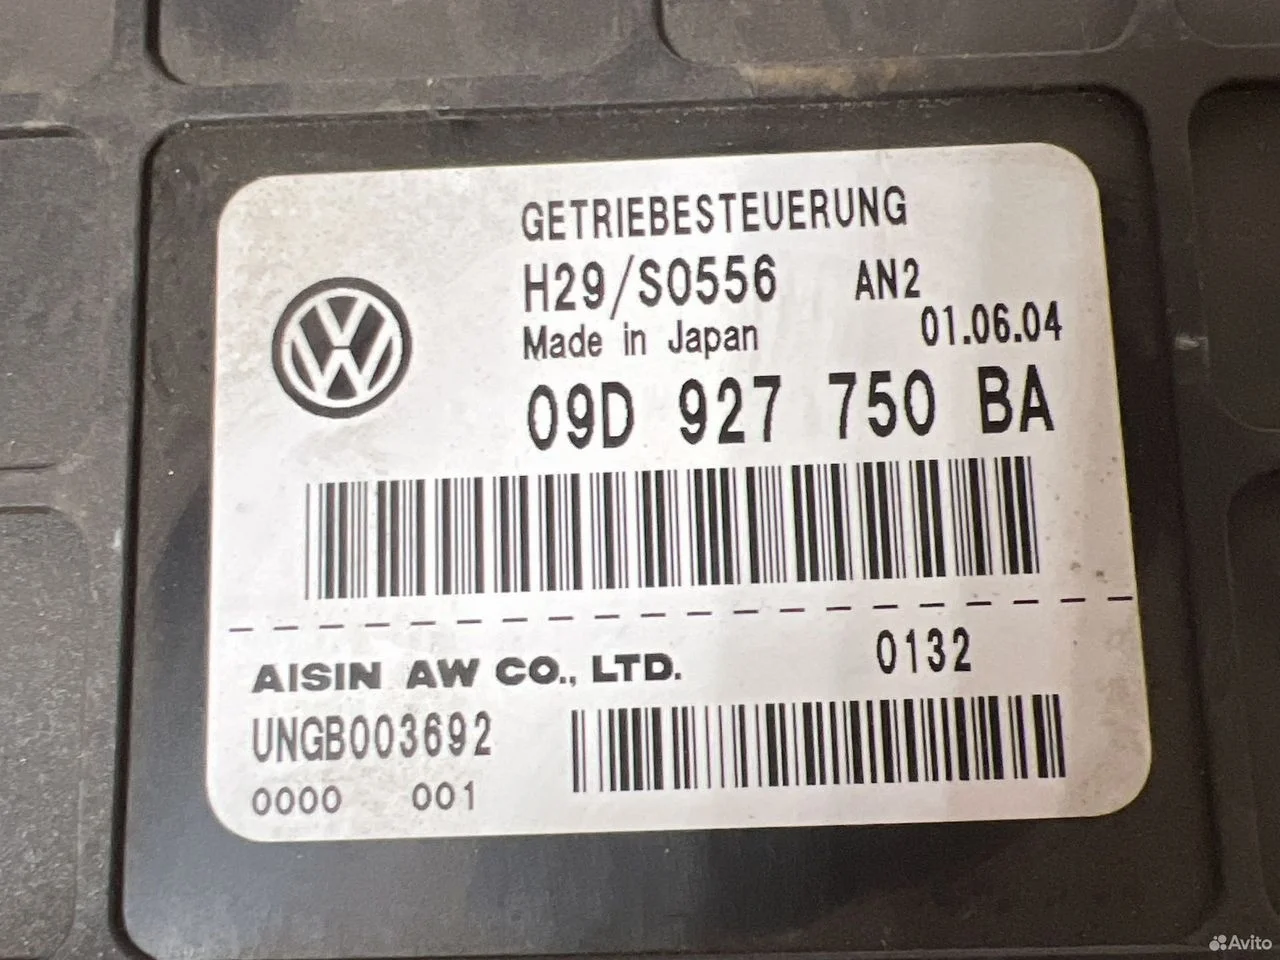 GETRIEBESTEUERUNG
H29/S0556 AN2
Made in Japan 01.06.04
09D 927 750 BA
AISIN AW CO., LTD. 0132
UNGB003692
0000 001
Avito